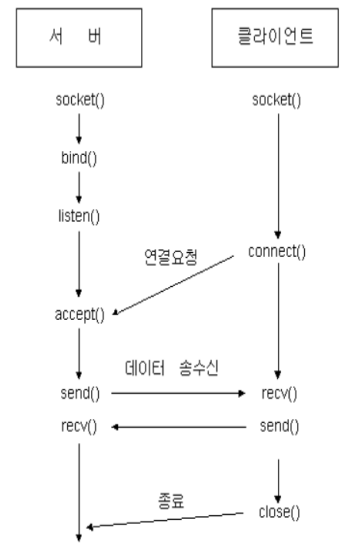 서 버 클라이언트
socket() socket()
bind()
listen()
연결요청 connect()
accept()
데이터 송수신
send() recv()
recv() send()
종료 close()